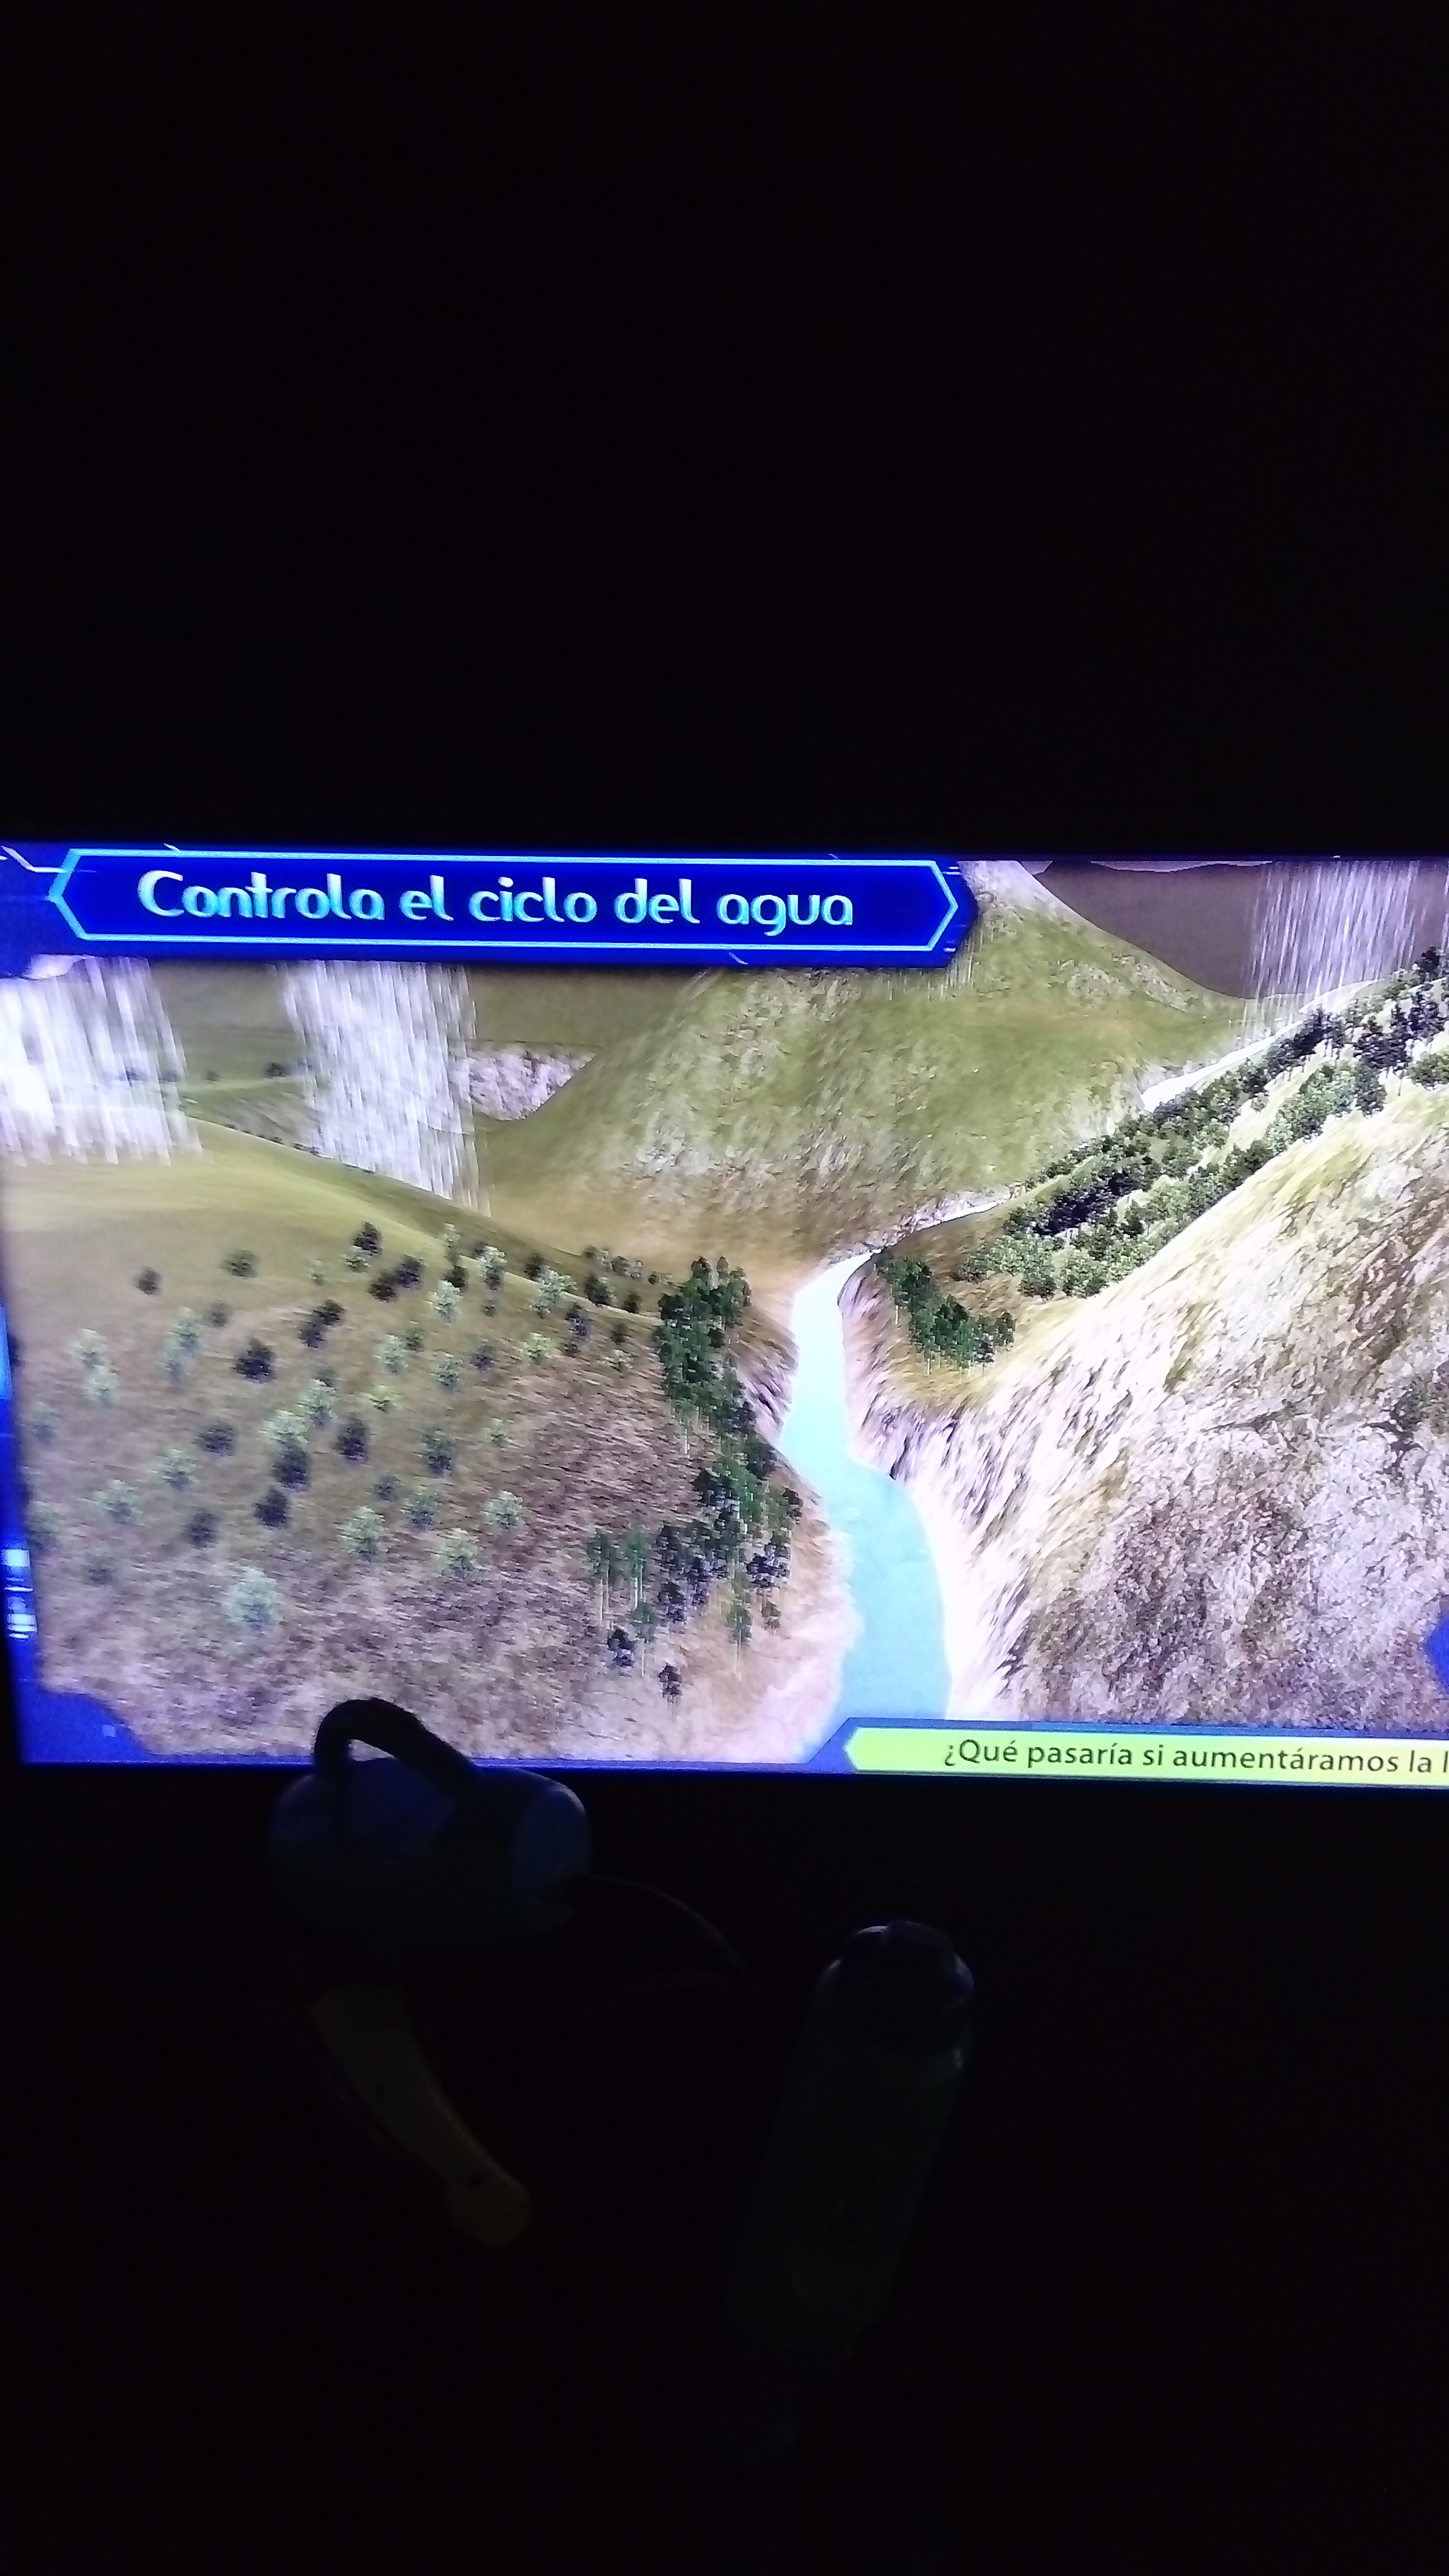 Controla el ciclo del agua
¿Qué pasaría si aumentáramos la